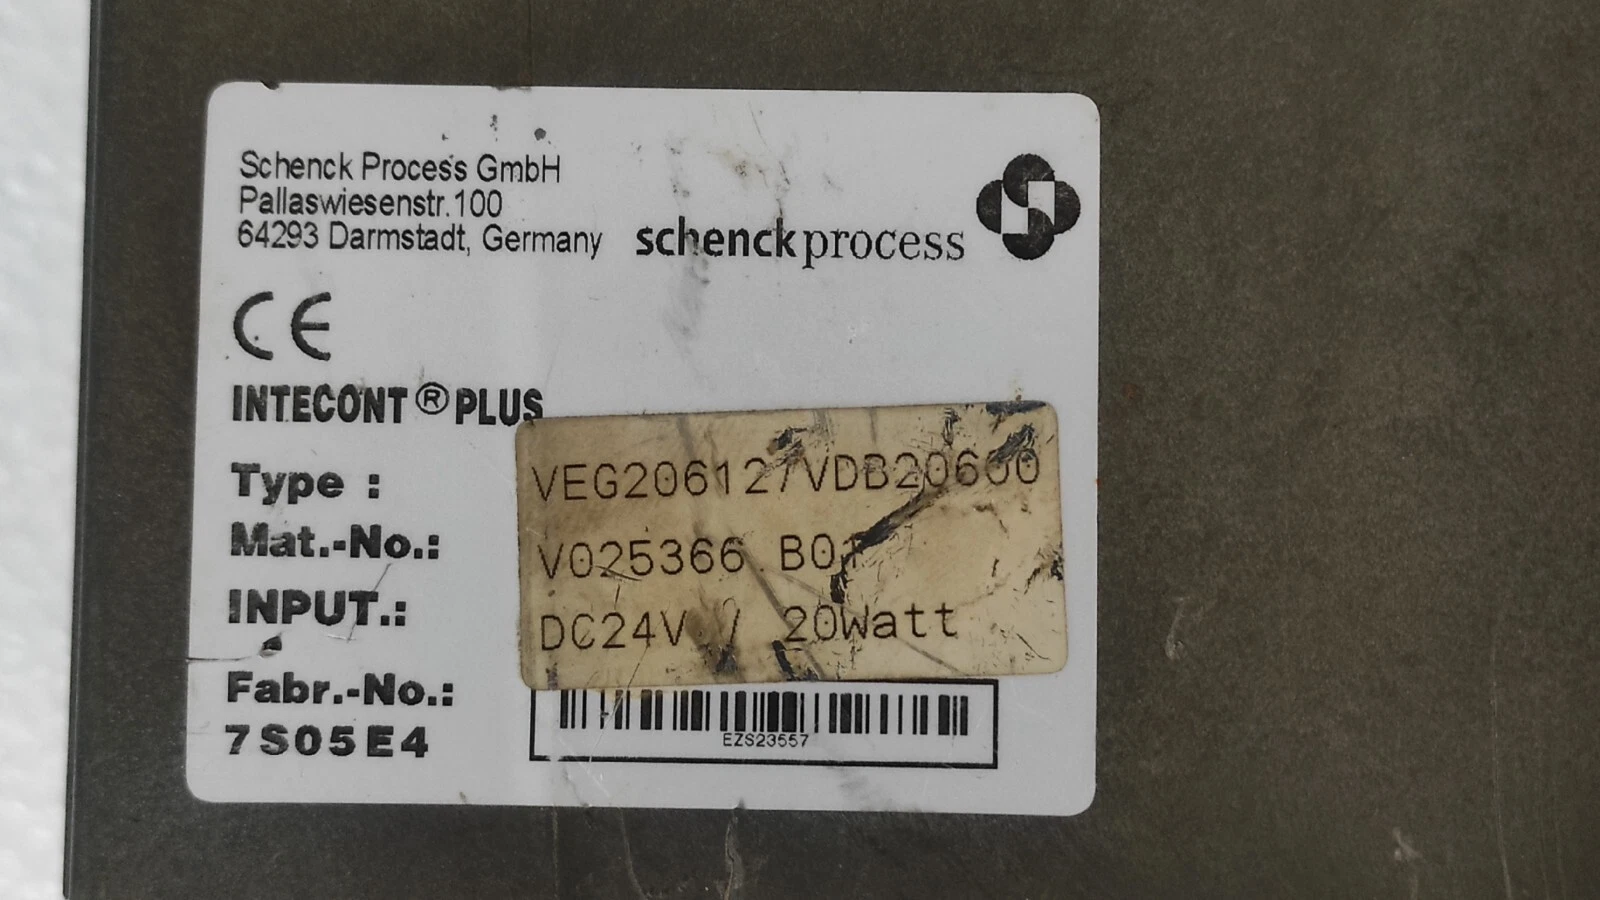 Schenck Process GmbH
Pallaswiesenstr.100
64293 Darmstadt, Germany
schenckprocess
CE
INTECONT® PLUS
Type : VEG20612/VDB20600
Mat.-No.: V025366.B01
INPUT.: DC24V / 20Watt
Fabr.-No.:
7S05E4
EZS23557